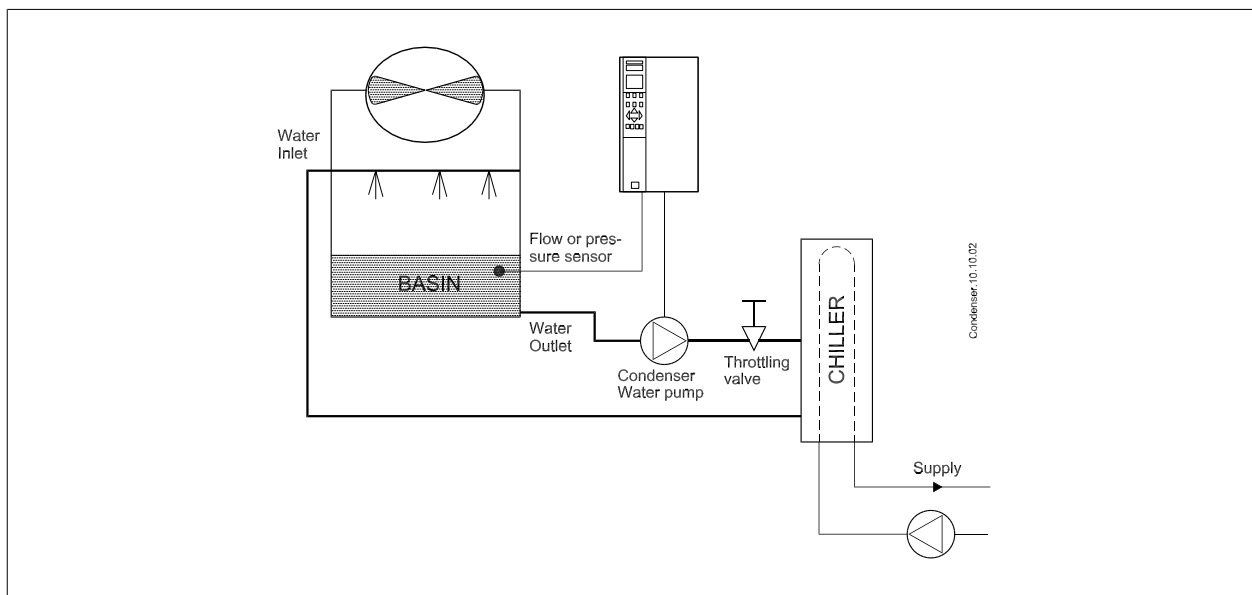 Water
Inlet
Flow or pres-
sure sensor
BASIN
Water
Outlet
Condenser
Water pump
Throttling
valve
CHILLER
Supply
Condenser.10.10.02